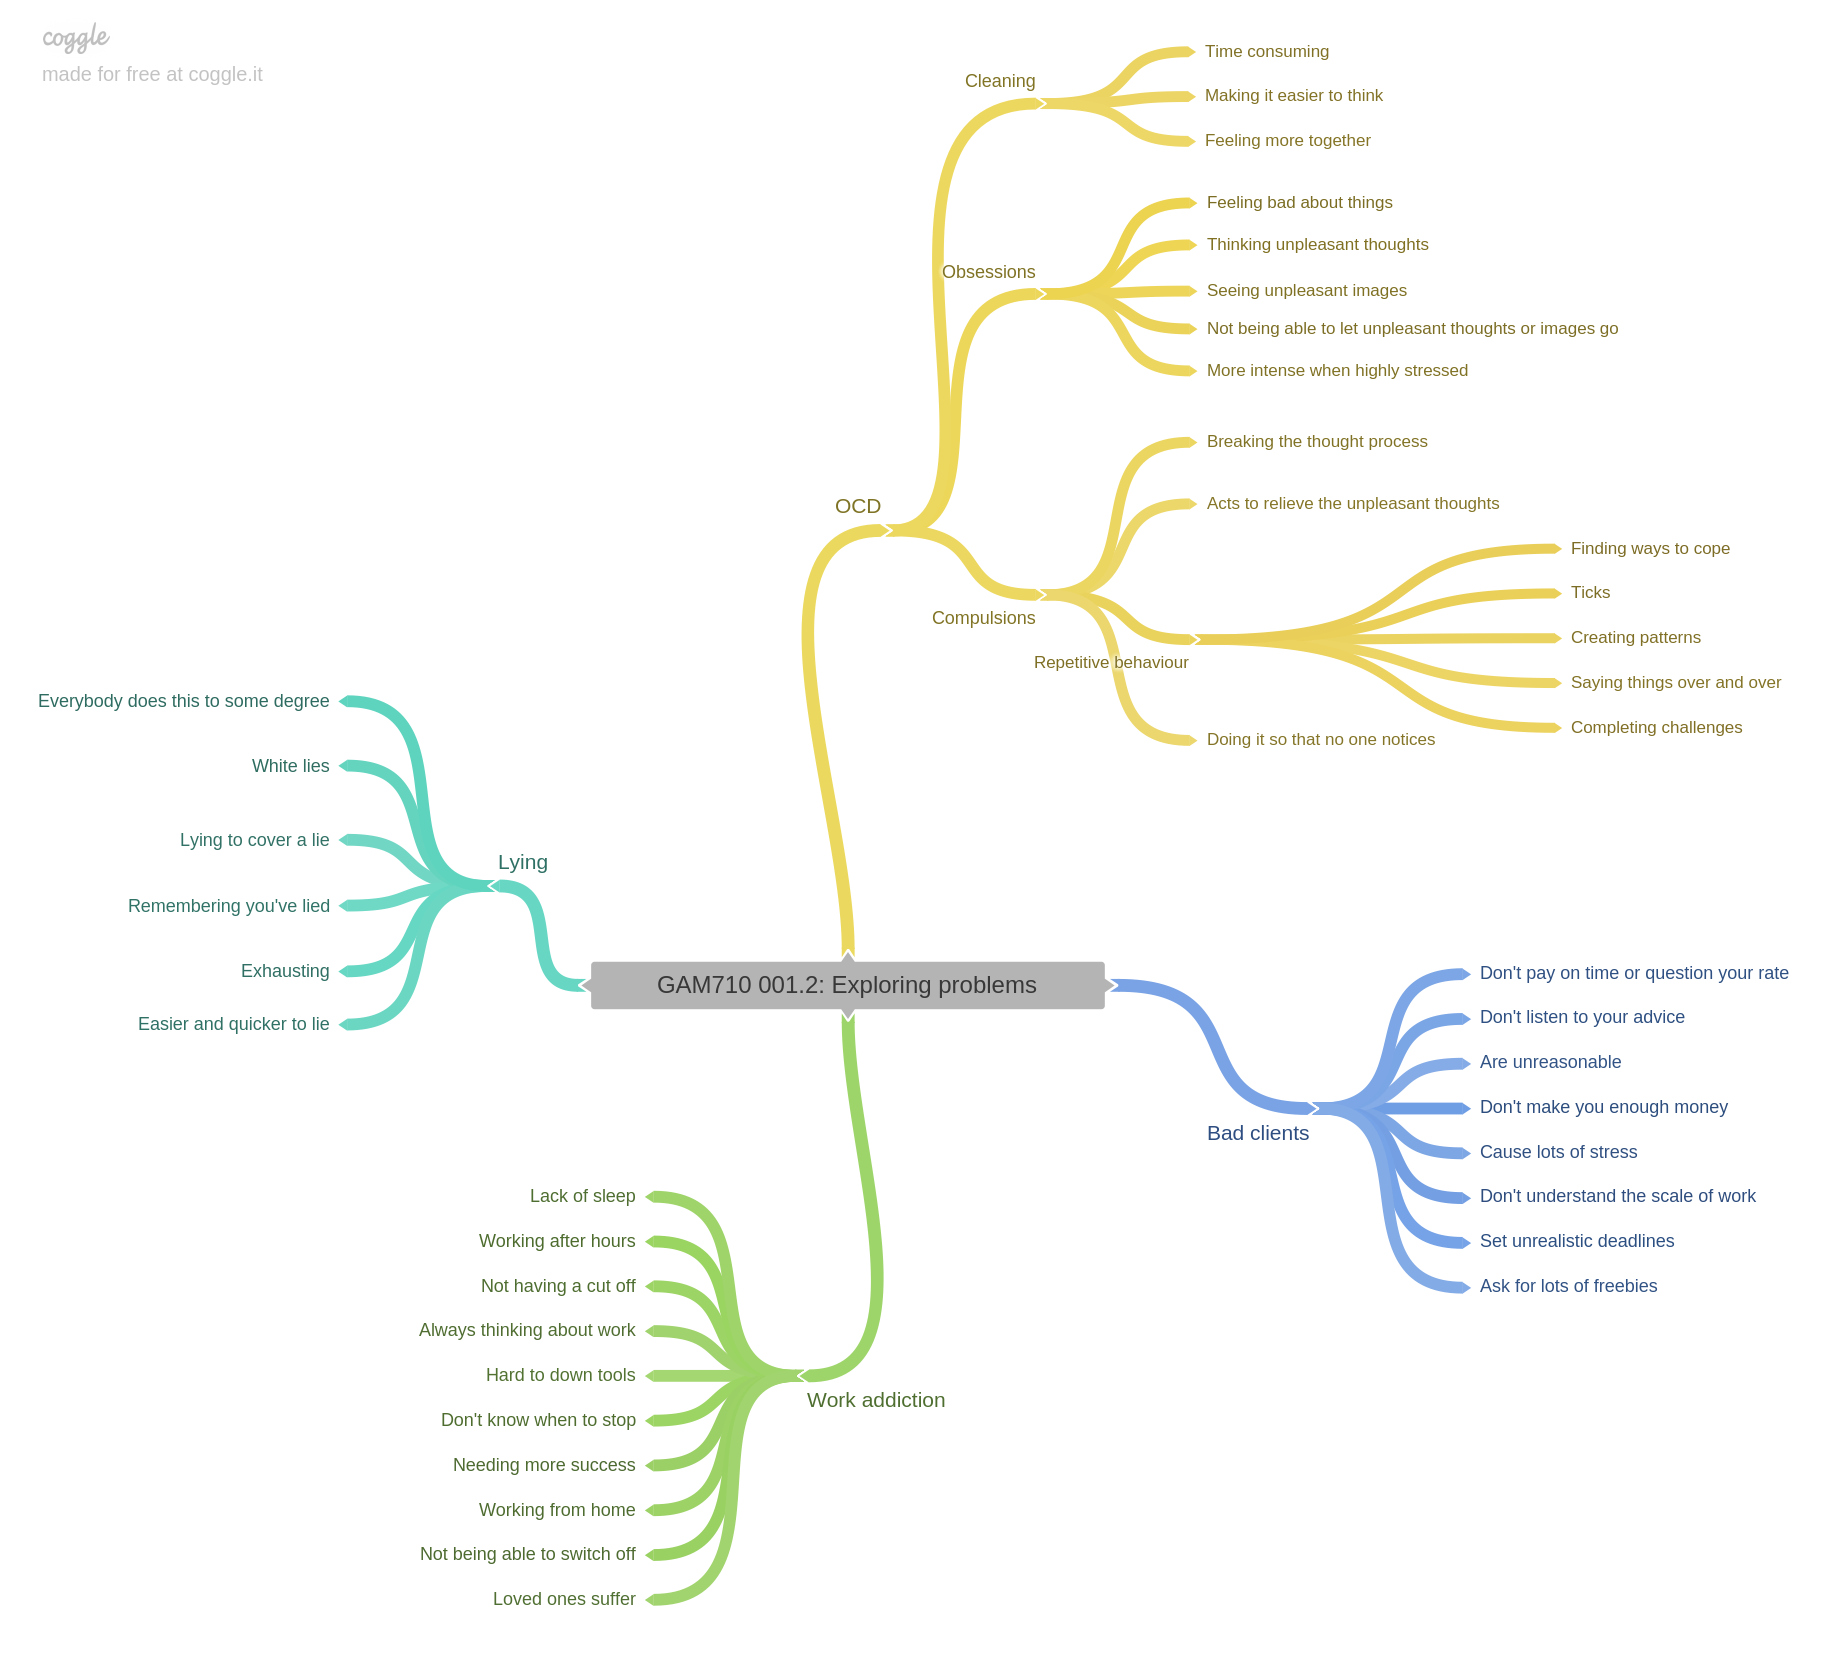 coggle
made for free at coggle.it
Cleaning
Time consuming
Making it easier to think
Feeling more together
Obsessions
Feeling bad about things
Thinking unpleasant thoughts
Seeing unpleasant images
Not being able to let unpleasant thoughts or images go
More intense when highly stressed
OCD
Compulsions
Breaking the thought process
Acts to relieve the unpleasant thoughts
Repetitive behaviour
Finding ways to cope
Ticks
Creating patterns
Saying things over and over
Completing challenges
Doing it so that no one notices
Lying
Everybody does this to some degree
White lies
Lying to cover a lie
Remembering you've lied
Exhausting
Easier and quicker to lie
GAM710 001.2: Exploring problems
Bad clients
Don't pay on time or question your rate
Don't listen to your advice
Are unreasonable
Don't make you enough money
Cause lots of stress
Don't understand the scale of work
Set unrealistic deadlines
Ask for lots of freebies
Work addiction
Lack of sleep
Working after hours
Not having a cut off
Always thinking about work
Hard to down tools
Don't know when to stop
Needing more success
Working from home
Not being able to switch off
Loved ones suffer